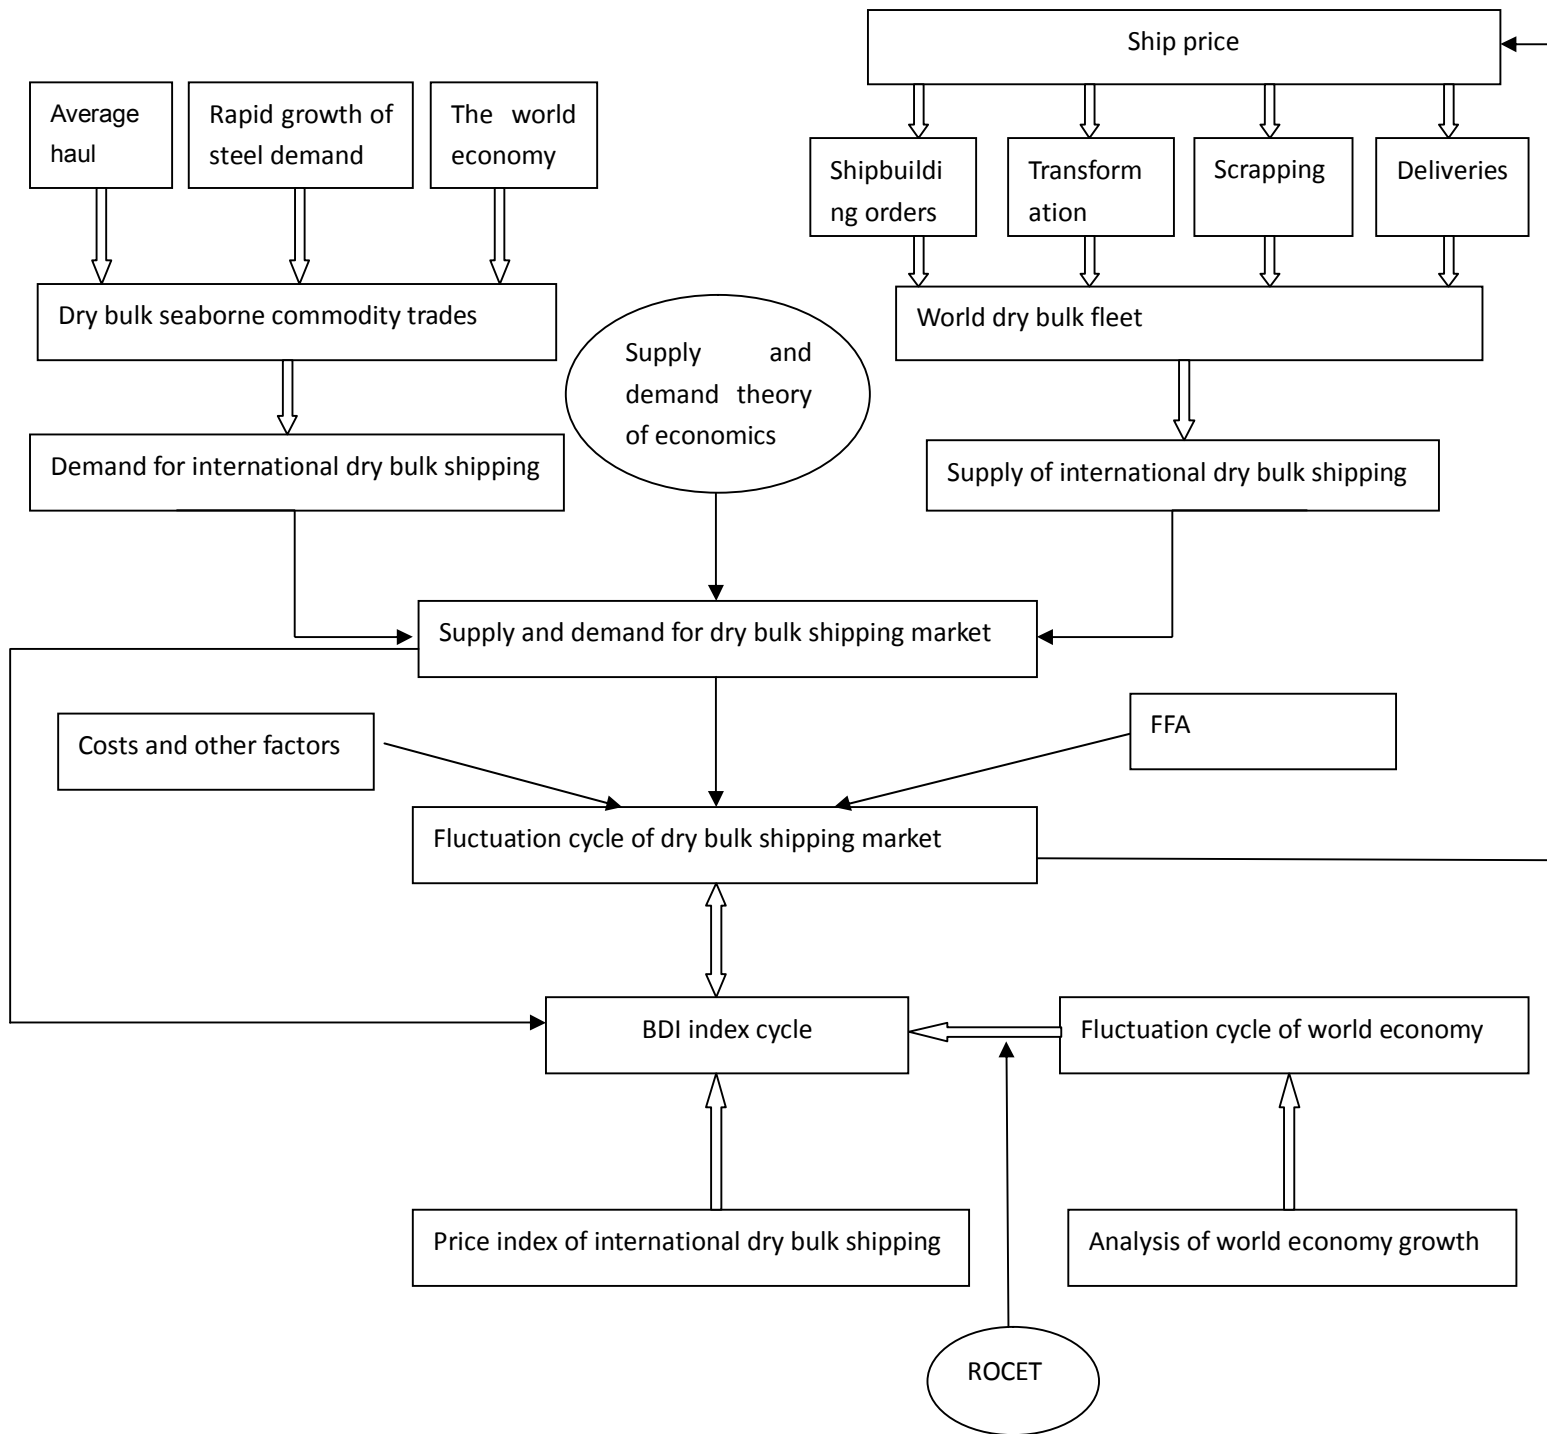 Ship price
Average
haul
Rapid growth of
steel demand
The world
economy
Shipbuildi
ng orders
Transform
ation
Scrapping
Deliveries
Dry bulk seaborne commodity trades
World dry bulk fleet
Supply and
demand theory
of economics
Demand for international dry bulk shipping
Supply of international dry bulk shipping
Supply and demand for dry bulk shipping market
Costs and other factors
FFA
Fluctuation cycle of dry bulk shipping market
BDI index cycle
Fluctuation cycle of world economy
Price index of international dry bulk shipping
Analysis of world economy growth
ROCET